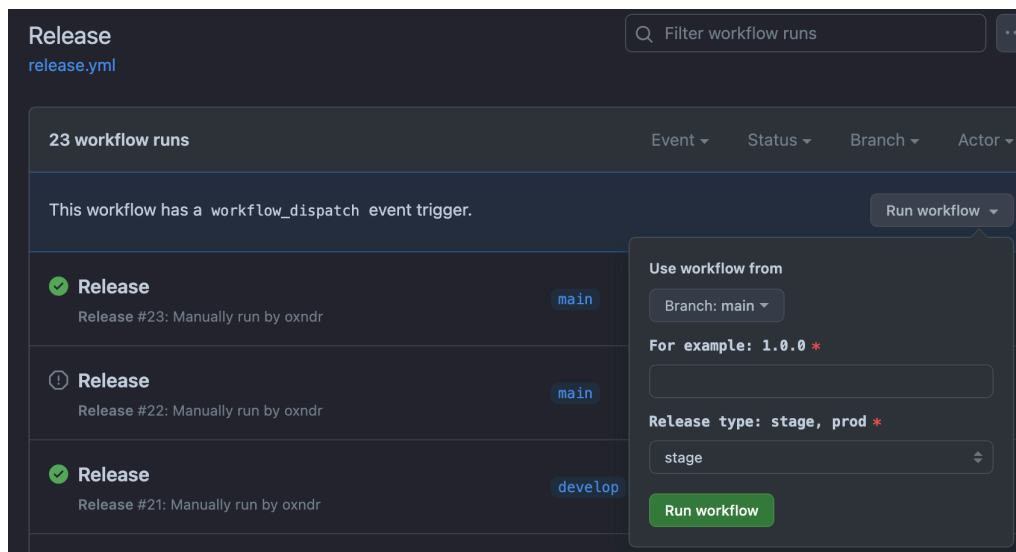 Release
Filter workflow runs
release.yml
23 workflow runs
Event
Status
Branch
Actor
This workflow has a workflow_dispatch event trigger.
Run workflow
Release
main
Release #23: Manually run by oxndr
Release
main
Release #22: Manually run by oxndr
Release
develop
Release #21: Manually run by oxndr
Use workflow from
Branch: main
For example: 1.0.0 *
Release type: stage, prod *
stage
Run workflow